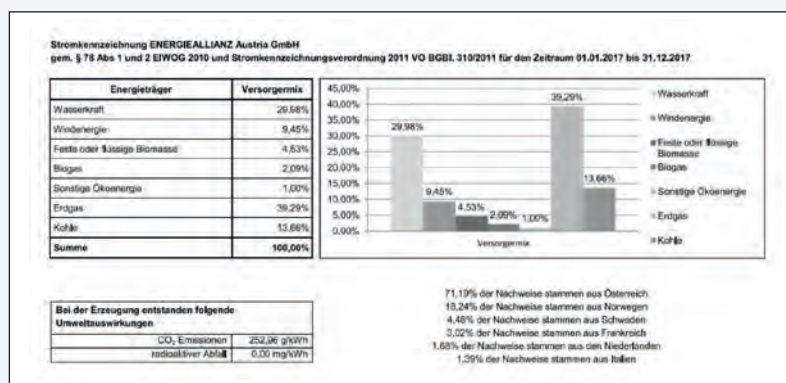 Stromkennzeichnung ENERGIEALLIANZ Austria GmbH
gem. § 78 Abs 1 und 2 ElWOG 2010 und Stromkennzeichnungsverordnung 2011 VO BGBl. 310/2011 für den Zeitraum 01.01.2017 bis 31.12.2017
Energieträger Versorgermix
Wasserkraft 29,98%
Windenergie 9,45%
Feste oder flüssige Biomasse 4,53%
Biogas 2,09%
Sonstige Ökoenergie 1,00%
Erdgas 39,29%
Kohle 13,66%
Summe 100,00%
45,00%
40,00%
35,00%
30,00%
25,00%
20,00%
15,00%
10,00%
5,00%
0,00%
29,98%
9,45%
4,53%
2,09%
1,00%
39,29%
13,66%
Versorgermix
Wasserkraft
Windenergie
Feste oder flüssige
Biomasse
Biogas
Sonstige Ökoenergie
Erdgas
Kohle
Bei der Erzeugung entstanden folgende
Umweltauswirkungen
CO₂ Emissionen 252,96 g/kWh
radioaktiver Abfall 0,00 mg/kWh
71,19% der Nachweise stammen aus Österreich
18,24% der Nachweise stammen aus Norwegen
4,48% der Nachweise stammen aus Schweden
3,02% der Nachweise stammen aus Frankreich
1,68% der Nachweise stammen aus den Niederlanden
1,39% der Nachweise stammen aus Italien